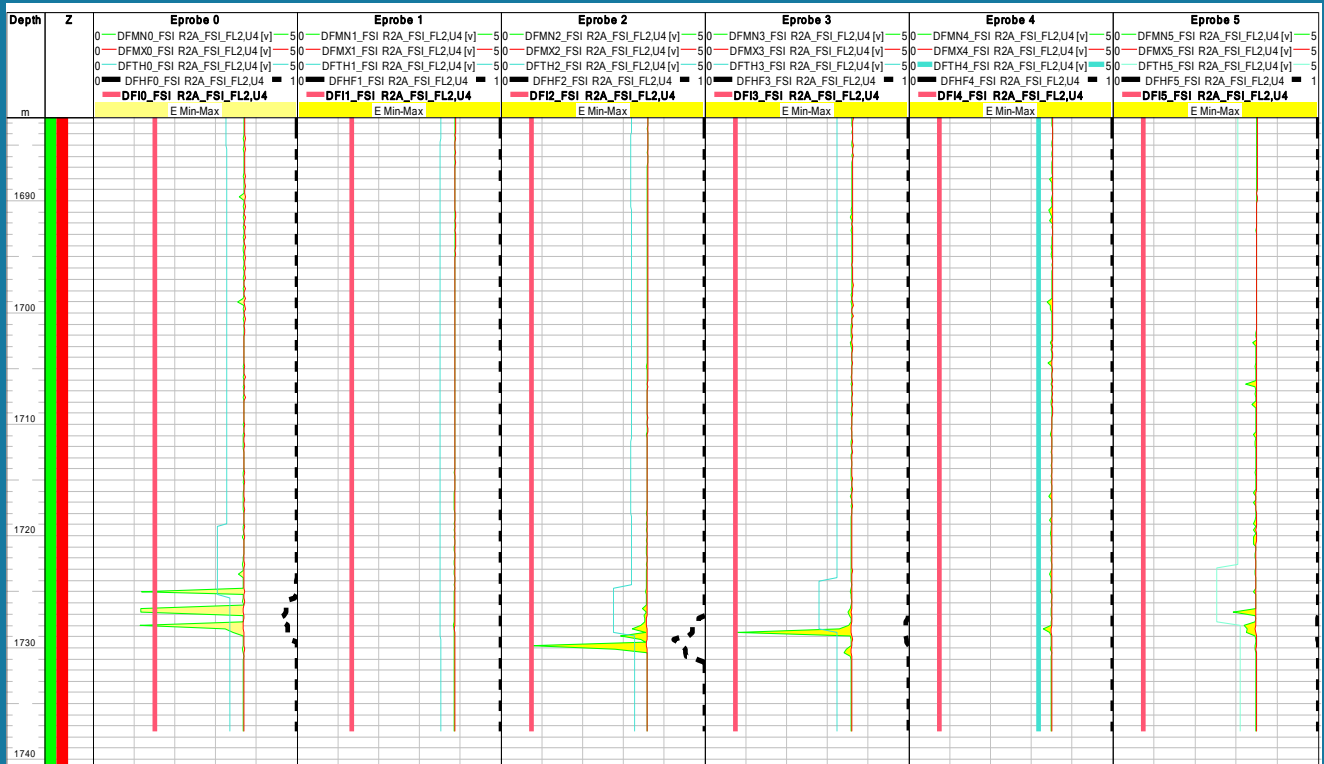 Depth Z Eprobe 0 Eprobe 1 Eprobe 2 Eprobe 3 Eprobe 4 Eprobe 5
0 DFMN0_FSI R2A_FSI_FL2,U4 [v] 5 0 DFMN1_FSI R2A_FSI_FL2,U4 [v] 5 0 DFMN2_FSI R2A_FSI_FL2,U4 [v] 5 0 DFMN3_FSI R2A_FSI_FL2,U4 [v] 5 0 DFMN4_FSI R2A_FSI_FL2,U4 [v] 5 0 DFMN5_FSI R2A_FSI_FL2,U4 [v] 5
0 DFMX0_FSI R2A_FSI_FL2,U4 [v] 5 0 DFMX1_FSI R2A_FSI_FL2,U4 [v] 5 0 DFMX2_FSI R2A_FSI_FL2,U4 [v] 5 0 DFMX3_FSI R2A_FSI_FL2,U4 [v] 5 0 DFMX4_FSI R2A_FSI_FL2,U4 [v] 5 0 DFMX5_FSI R2A_FSI_FL2,U4 [v] 5
0 DFTH0_FSI R2A_FSI_FL2,U4 [v] 5 0 DFTH1_FSI R2A_FSI_FL2,U4 [v] 5 0 DFTH2_FSI R2A_FSI_FL2,U4 [v] 5 0 DFTH3_FSI R2A_FSI_FL2,U4 [v] 5 0 DFTH4_FSI R2A_FSI_FL2,U4 [v] 5 0 DFTH5_FSI R2A_FSI_FL2,U4 [v] 5
0 DFHF0_FSI R2A_FSI_FL2,U4 1 0 DFHF1_FSI R2A_FSI_FL2,U4 1 0 DFHF2_FSI R2A_FSI_FL2,U4 1 0 DFHF3_FSI R2A_FSI_FL2,U4 1 0 DFHF4_FSI R2A_FSI_FL2,U4 1 0 DFHF5_FSI R2A_FSI_FL2,U4 1
DFI0_FSI R2A_FSI_FL2,U4 DFI1_FSI R2A_FSI_FL2,U4 DFI2_FSI R2A_FSI_FL2,U4 DFI3_FSI R2A_FSI_FL2,U4 DFI4_FSI R2A_FSI_FL2,U4 DFI5_FSI R2A_FSI_FL2,U4
m E Min-Max E Min-Max E Min-Max E Min-Max E Min-Max E Min-Max
1690
1700
1710
1720
1730
1740